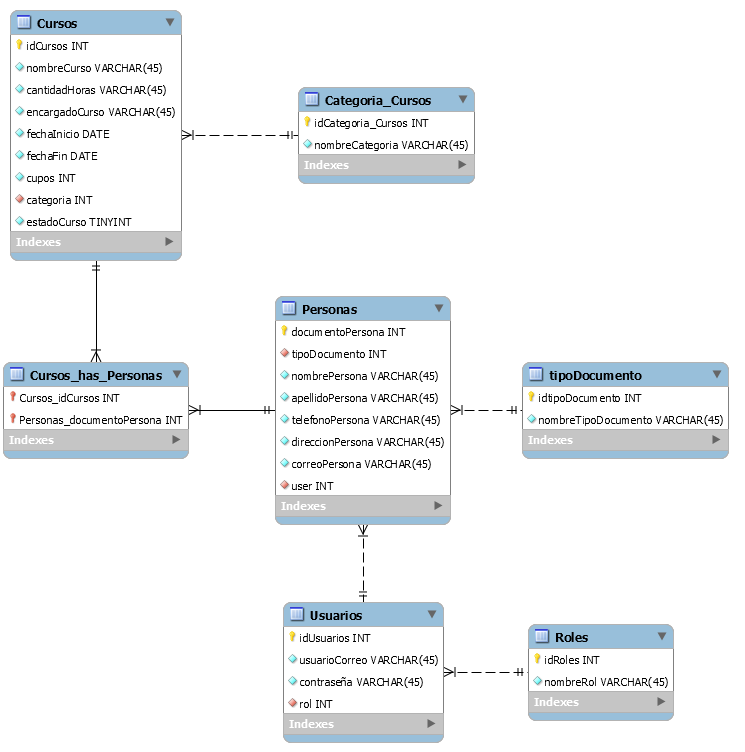 Cursos
idCursos INT
nombreCurso VARCHAR(45)
cantidadHoras VARCHAR(45)
encargadoCurso VARCHAR(45)
fechaInicio DATE
fechaFin DATE
cupos INT
categoria INT
estadoCurso TINYINT
Indexes
Categoria_Cursos
idCategoria_Cursos INT
nombreCategoria VARCHAR(45)
Indexes
Personas
documentoPersona INT
tipoDocumento INT
nombrePersona VARCHAR(45)
apellidoPersona VARCHAR(45)
telefonoPersona VARCHAR(45)
direccionPersona VARCHAR(45)
correoPersona VARCHAR(45)
user INT
Indexes
Cursos_has_Personas
Cursos_idCursos INT
Personas_documentoPersona INT
Indexes
tipoDocumento
idtipoDocumento INT
nombreTipoDocumento VARCHAR(45)
Indexes
Usuarios
idUsuarios INT
usuarioCorreo VARCHAR(45)
contraseña VARCHAR(45)
rol INT
Indexes
Roles
idRoles INT
nombreRol VARCHAR(45)
Indexes